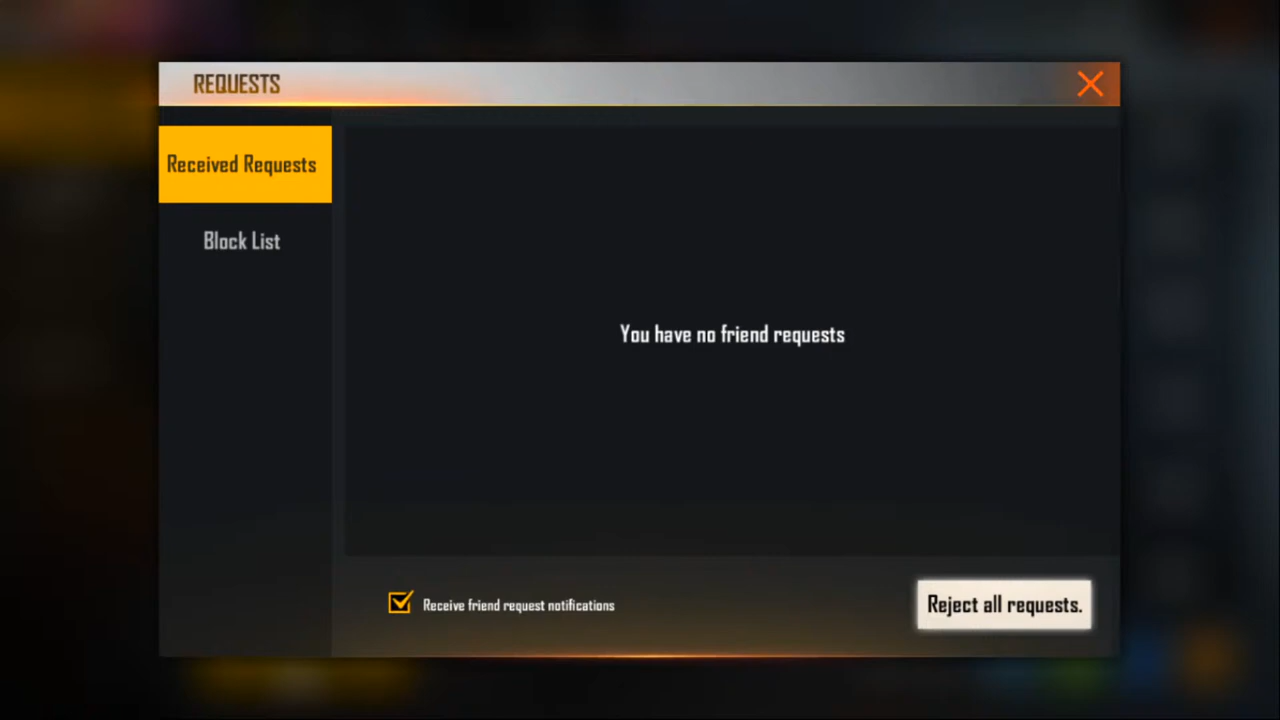 REQUESTS
Received Requests
Block List
You have no friend requests
Receive friend request notifications
Reject all requests.